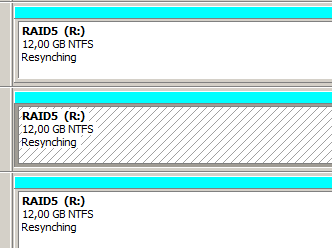 RAID5 (R:)
12,00 GB NTFS
Resynching
RAID5 (R:)
12,00 GB NTFS
Resynching
RAID5 (R:)
12,00 GB NTFS
Resynching